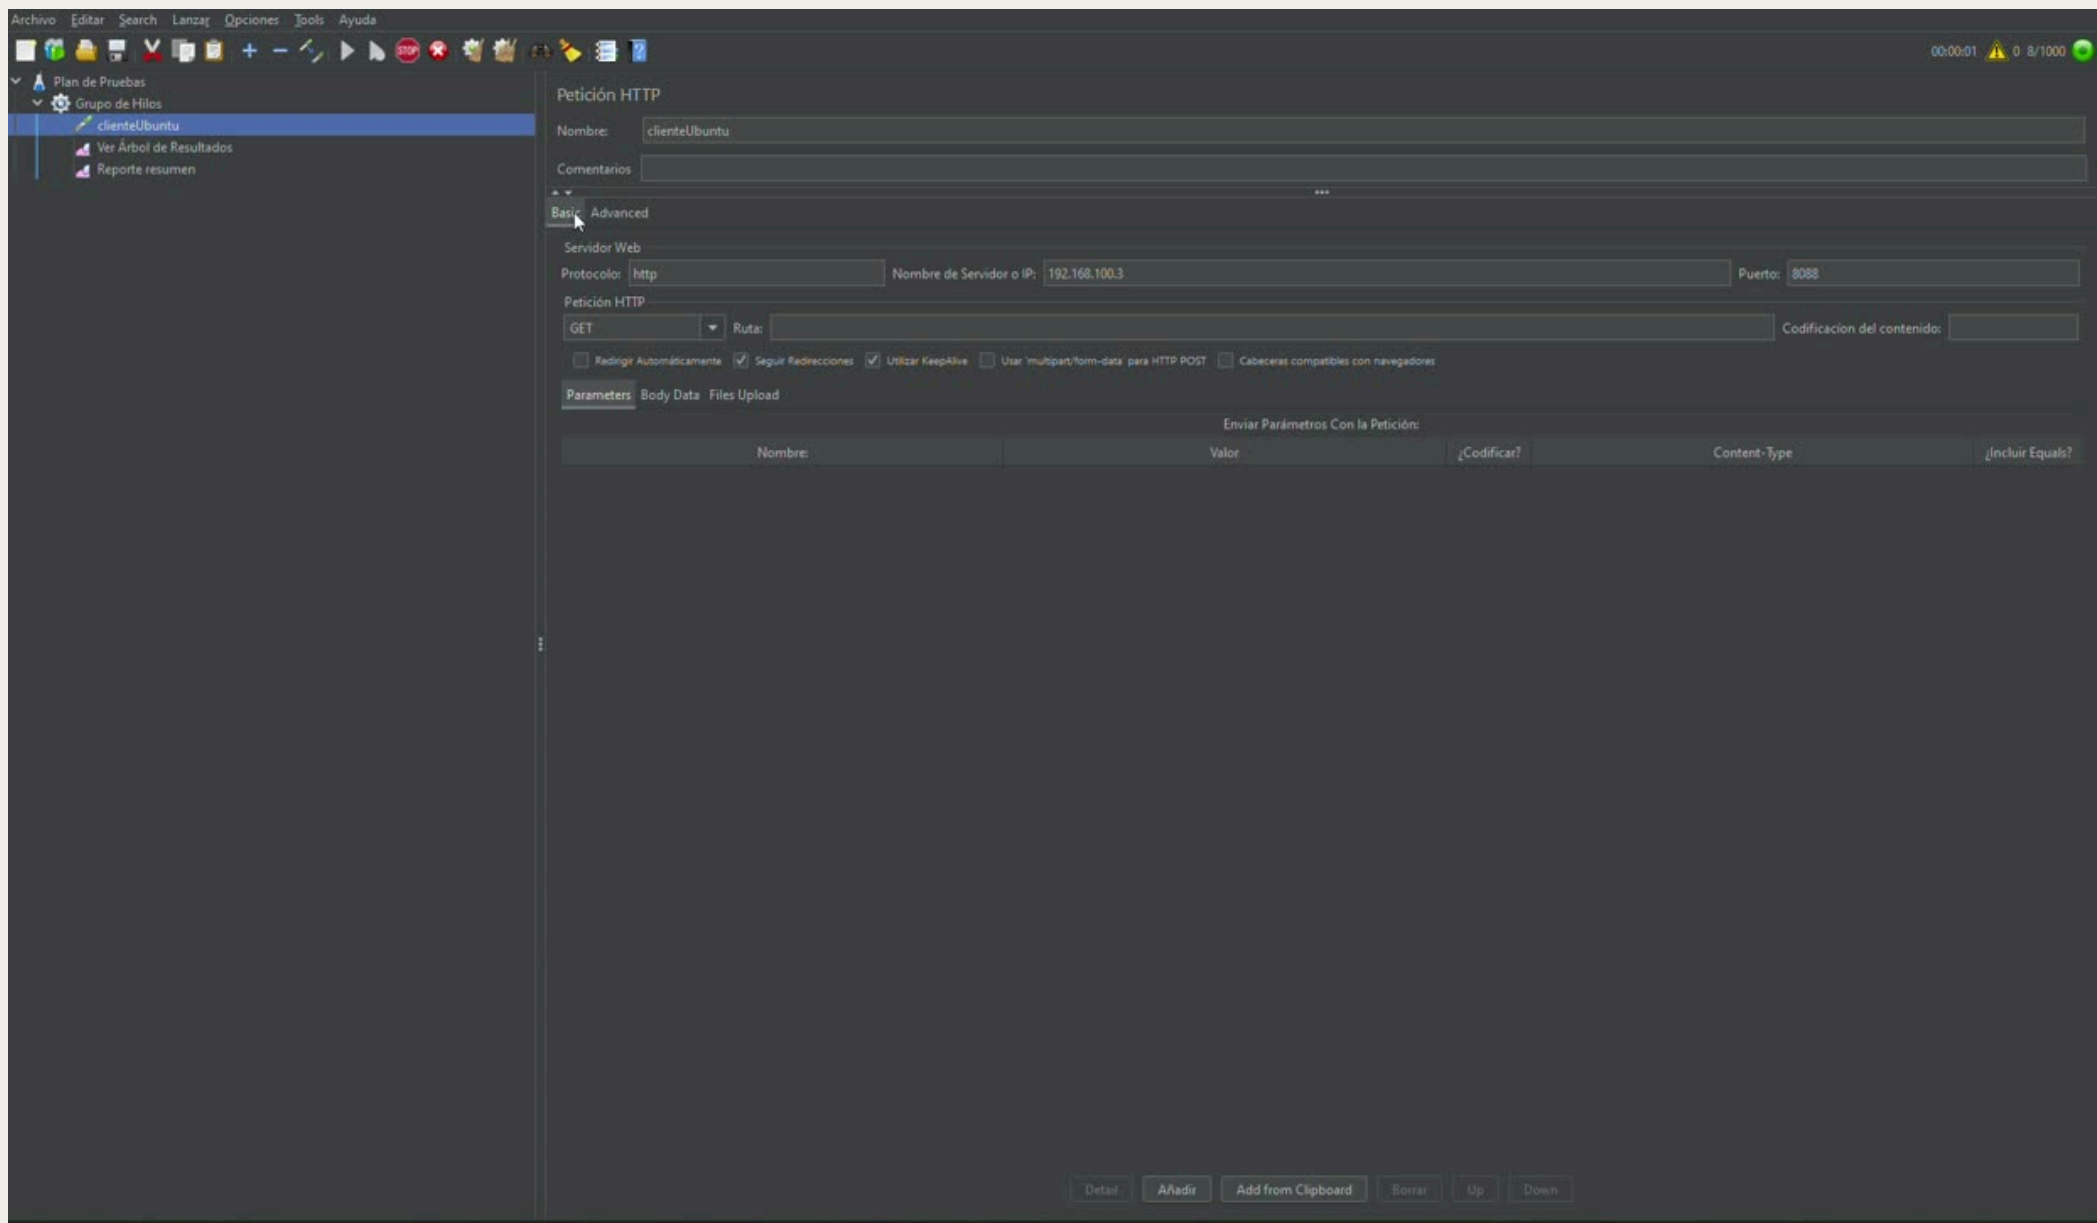 Archivo Editar Search Lanzar Opciones Tools Ayuda
STOP
00:00:01 0 8/1000
Plan de Pruebas
Grupo de Hilos
clienteUbuntu
Ver Árbol de Resultados
Reporte resumen
Petición HTTP
Nombre: clienteUbuntu
Comentarios
Basic Advanced
Servidor Web
Protocolo: http Nombre de Servidor o IP: 192.168.100.3 Puerto: 8088
Petición HTTP
GET Ruta: Codificacion del contenido:
Redirigir Automáticamente Seguir Redirecciones Utilizar KeepAlive Usar 'multipart/form-data' para HTTP POST Cabeceras compatibles con navegadores
Parameters Body Data Files Upload
Enviar Parámetros Con la Petición:
Nombre: Valor ¿Codificar? Content-Type ¿Incluir Equals?
Detail Añadir Add from Clipboard Borrar Up Down